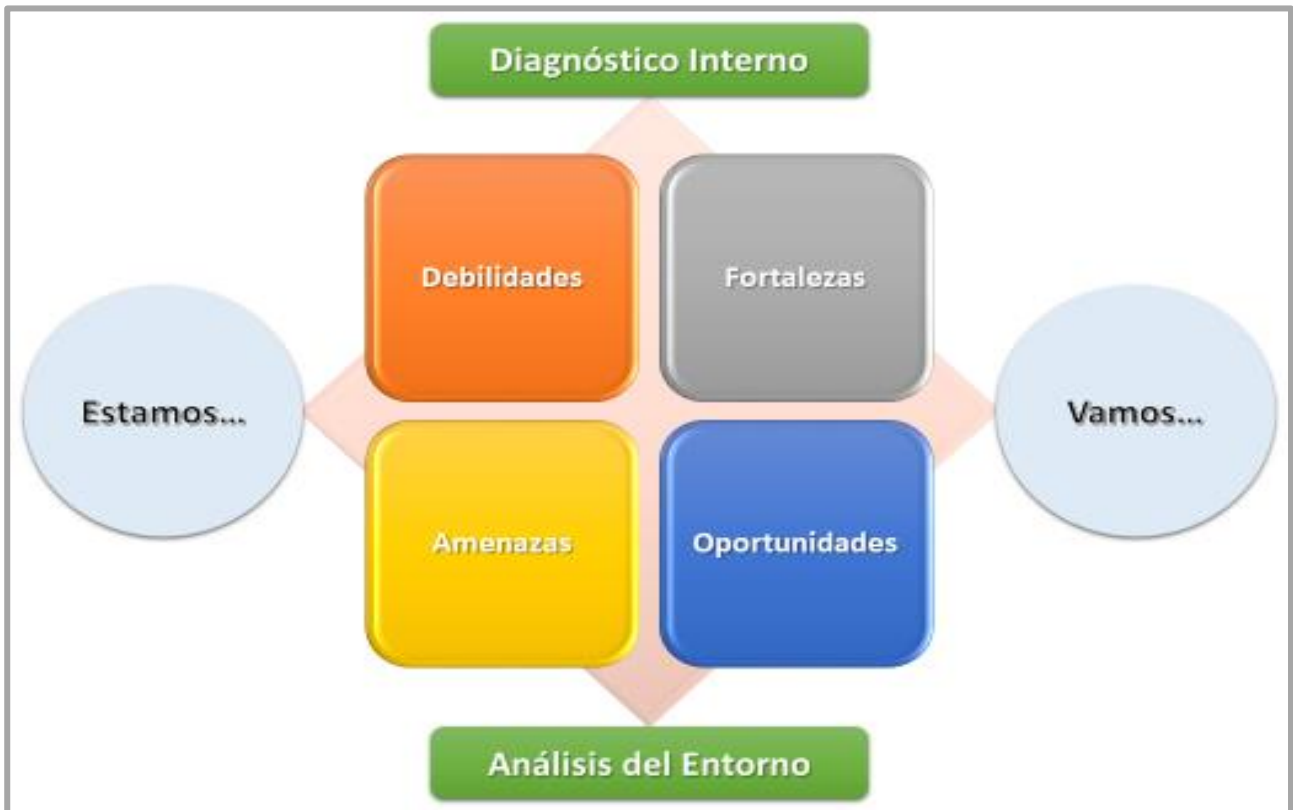 Diagnóstico Interno
Debilidades
Fortalezas
Estamos...
Vamos...
Amenazas
Oportunidades
Análisis del Entorno